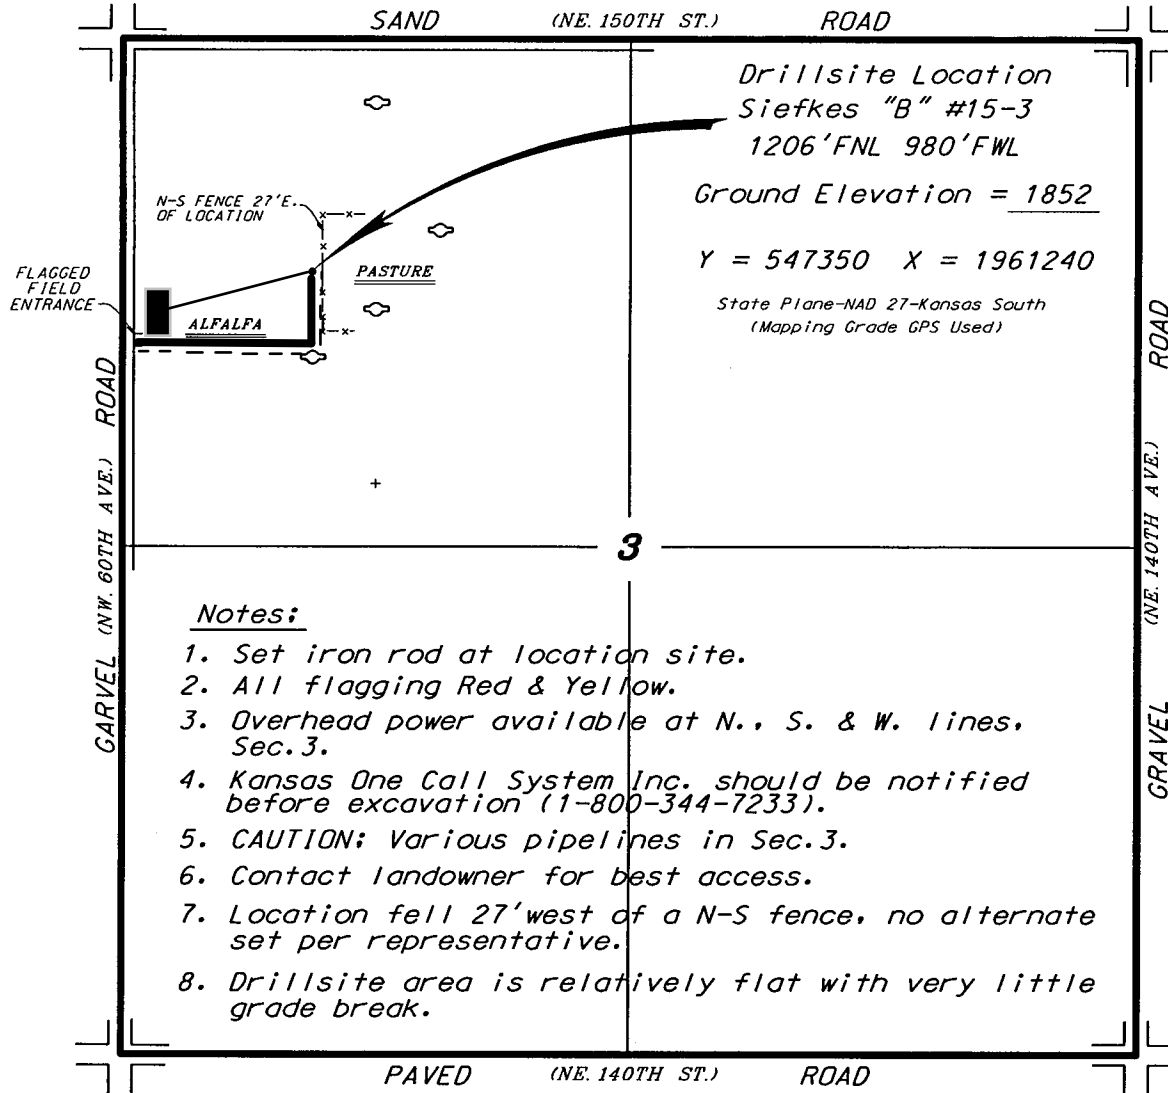 SAND (NE. 150TH ST.) ROAD
Drillsite Location
Siefkes "B" #15-3
1206'FNL 980'FWL
Ground Elevation = 1852
Y = 547350 X = 1961240
State Plane-NAD 27-Kansas South
(Mapping Grade GPS Used)
N-S FENCE 27'E.
OF LOCATION
FLAGGED
FIELD
ENTRANCE
PASTURE
ALFALFA
GARVEL (NW. 60TH AVE.) ROAD
GRAVEL (NE. 140TH AVE.) ROAD
3
Notes:
1. Set iron rod at location site.
2. All flagging Red & Yellow.
3. Overhead power available at N., S. & W. lines,
Sec.3.
4. Kansas One Call System Inc. should be notified
before excavation (1-800-344-7233).
5. CAUTION: Various pipelines in Sec.3.
6. Contact landowner for best access.
7. Location fell 27'west of a N-S fence, no alternate
set per representative.
8. Drillsite area is relatively flat with very little
grade break.
PAVED (NE. 140TH ST.) ROAD